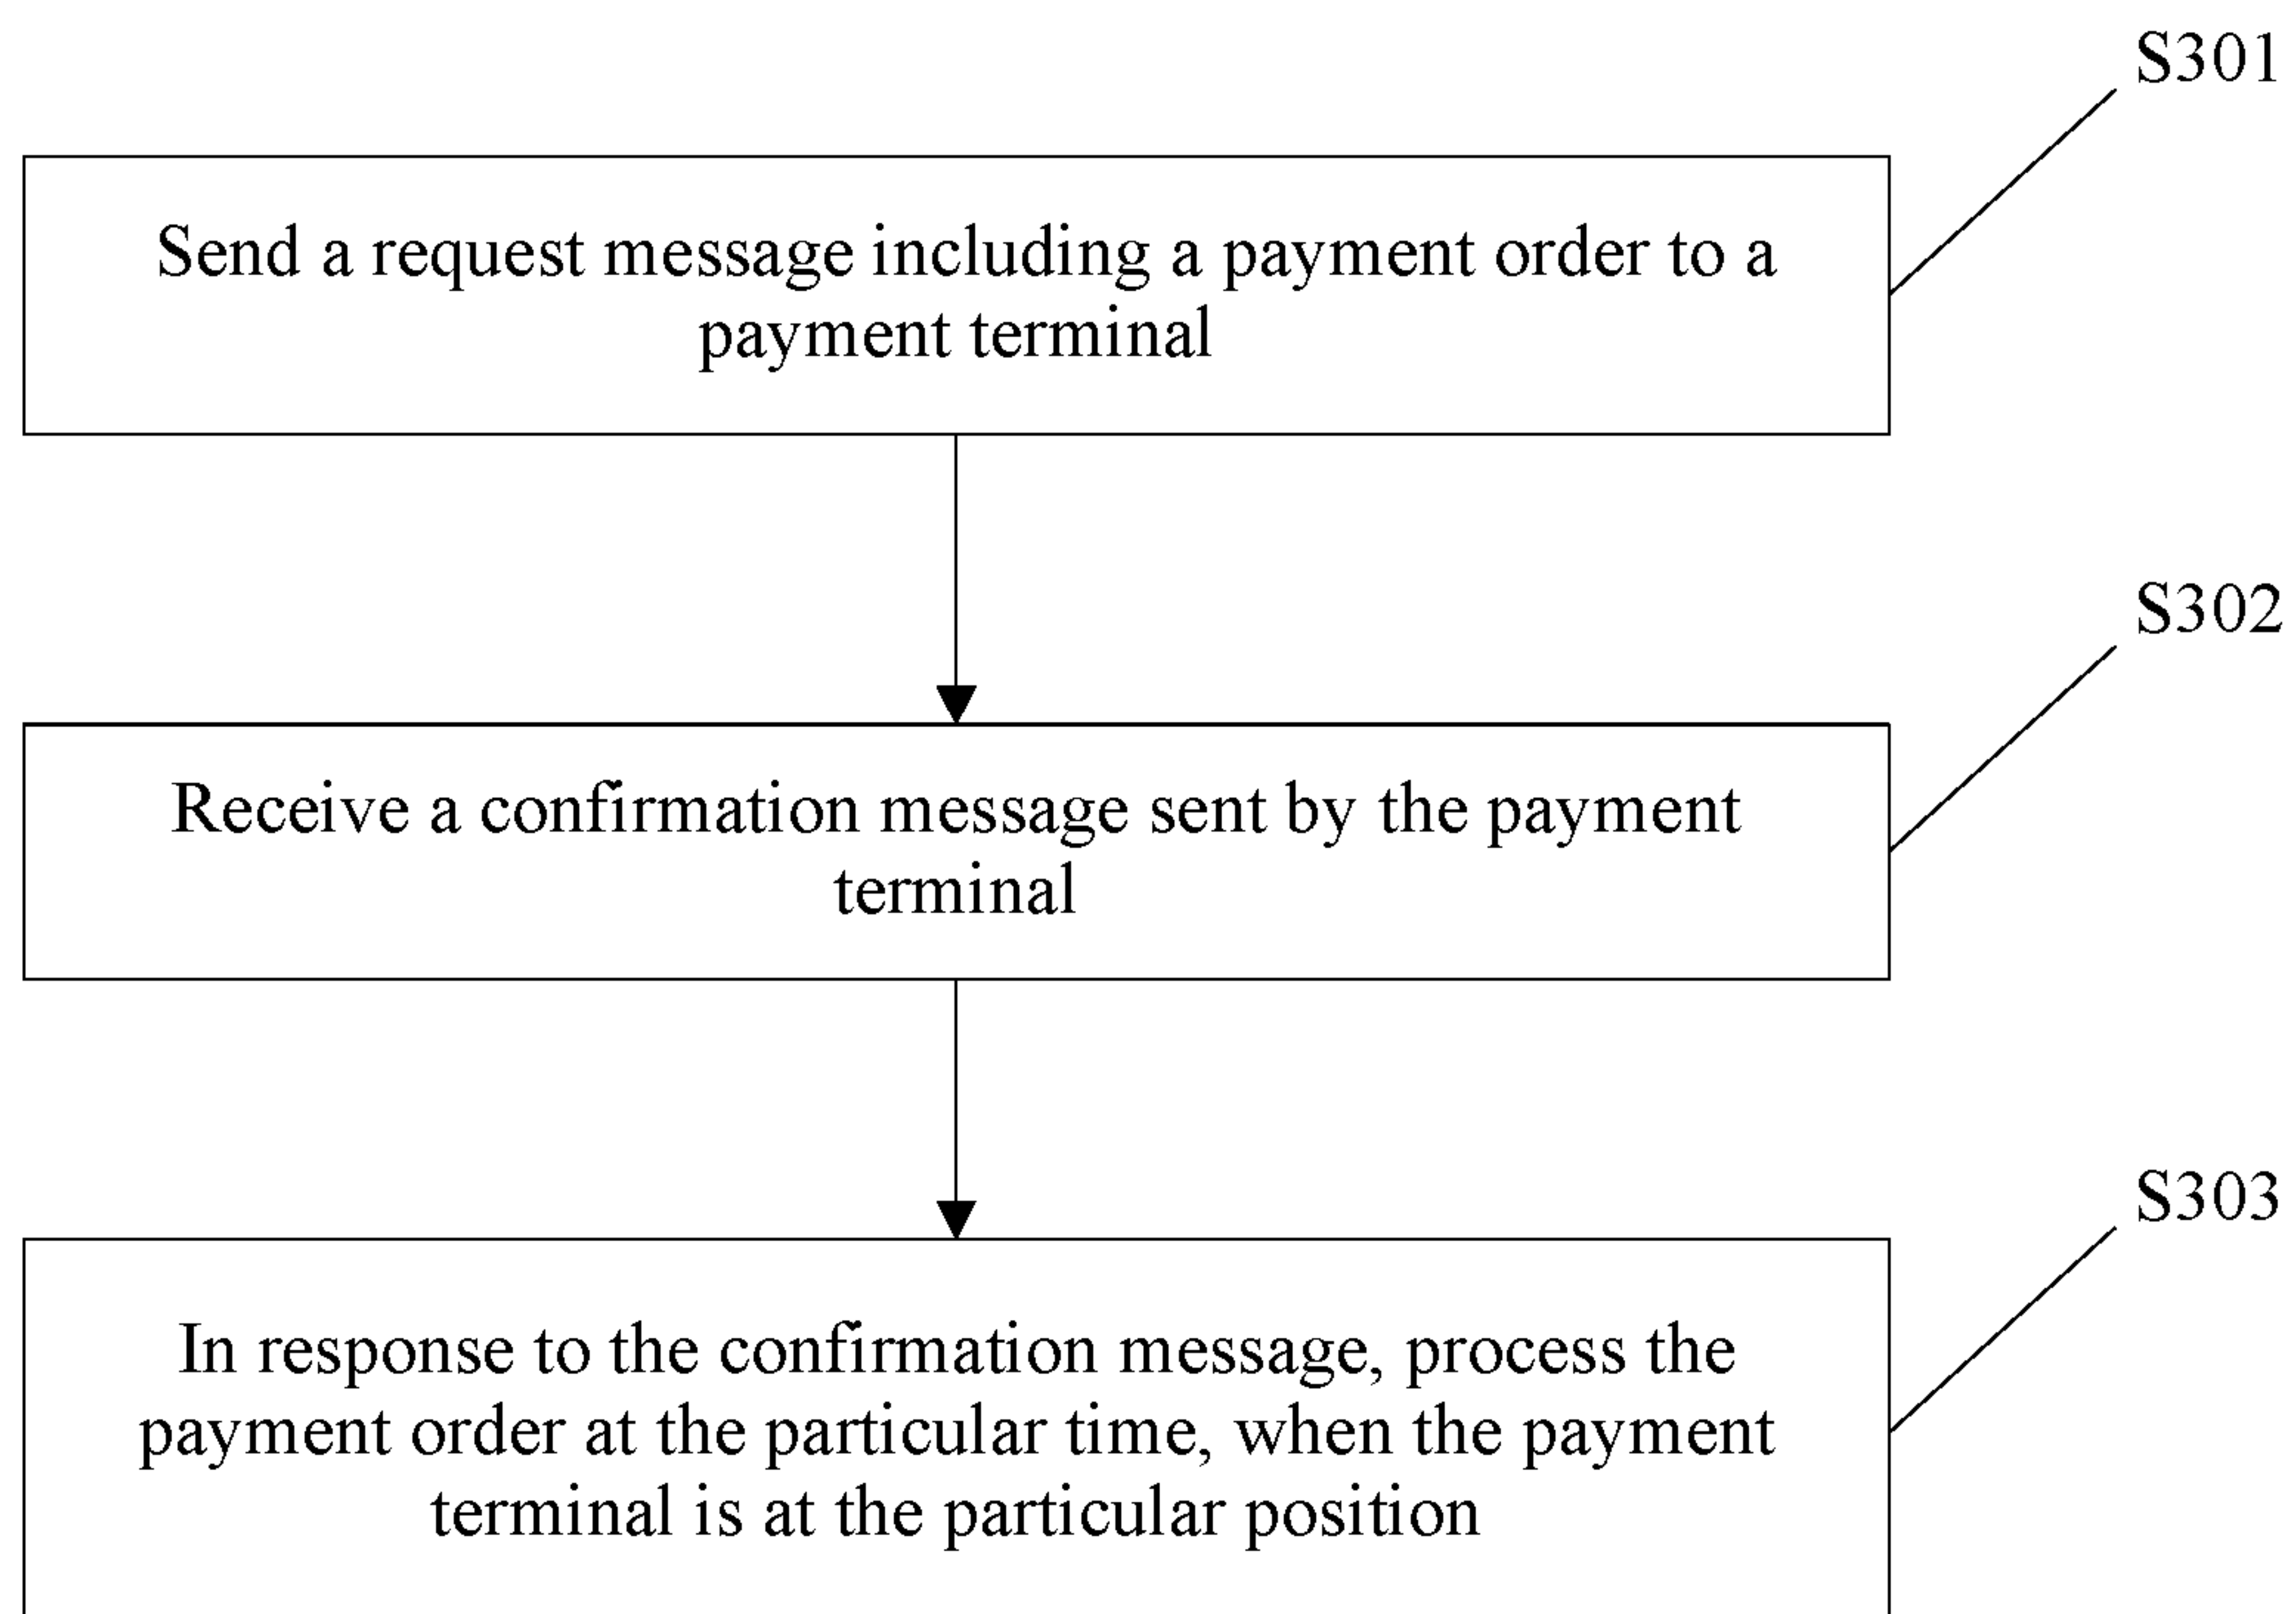 S301
Send a request message including a payment order to a
payment terminal
S302
Receive a confirmation message sent by the payment
terminal
S303
In response to the confirmation message, process the
payment order at the particular time, when the payment
terminal is at the particular position